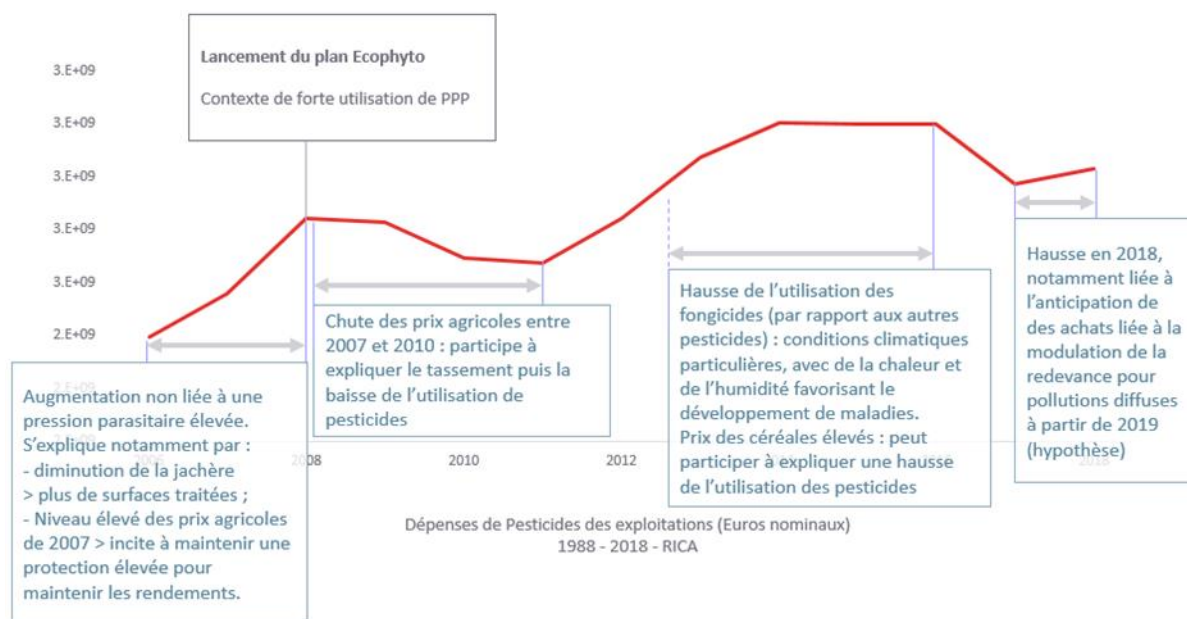 Lancement du plan Ecophyto
Contexte de forte utilisation de PPP
3.E+09
3.E+09
3.E+09
3.E+09
3.E+09
2.E+09
2.E+09
Augmentation non liée à une
pression parasitaire élevée.
S’explique notamment par :
- diminution de la jachère
> plus de surfaces traitées ;
- Niveau élevé des prix agricoles
de 2007 > incite à maintenir une
protection élevée pour
maintenir les rendements.
Chute des prix agricoles entre
2007 et 2010 : participe à
expliquer le tassement puis la
baisse de l’utilisation de
pesticides
Hausse de l’utilisation des
fongicides (par rapport aux autres
pesticides) : conditions climatiques
particulières, avec de la chaleur et
de l’humidité favorisant le
développement de maladies.
Prix des céréales élevés : peut
participer à expliquer une hausse
de l’utilisation des pesticides
Hausse en 2018,
notamment liée à
l’anticipation de
des achats liée à la
modulation de la
redevance pour
pollutions diffuses
à partir de 2019
(hypothèse)
2006
2008
2010
2012
2018
Dépenses de Pesticides des exploitations (Euros nominaux)
1988 - 2018 - RICA